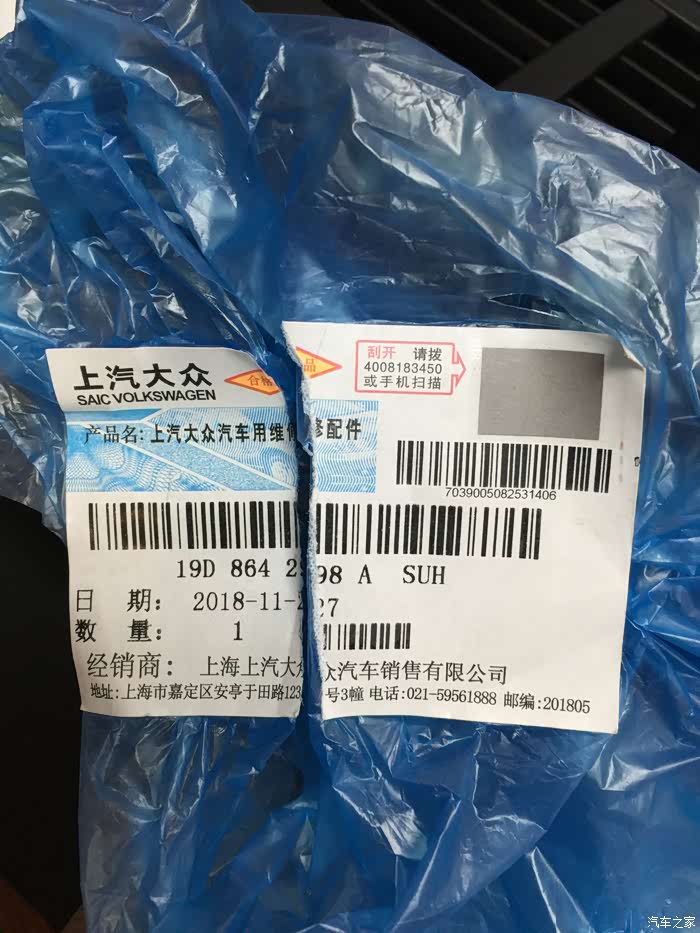 上汽大众
SAIC VOLKSWAGEN
合格 品
刮开 请拨
4008183450
或手机扫描
产品名: 上汽大众汽车用维修配件
7039005082531406
19D 864 298 A SUH
日 期: 2018-11-27
数 量: 1
经销商: 上海上汽大众汽车销售有限公司
地址:上海市嘉定区安亭于田路123号3幢 电话:021-59561888 邮编:201805
汽车之家